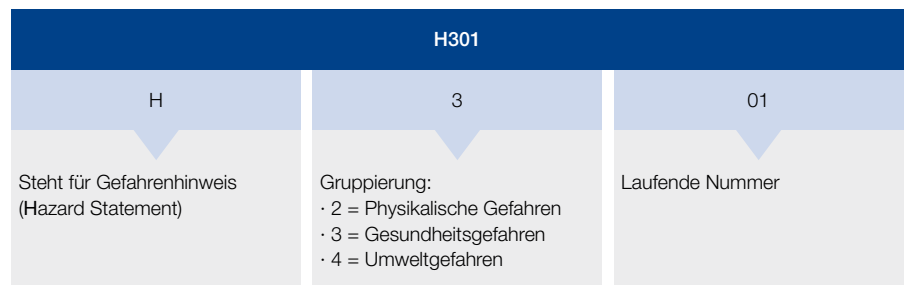 H301
H
3
01
Steht für Gefahrenhinweis
(Hazard Statement)
Gruppierung:
· 2 = Physikalische Gefahren
· 3 = Gesundheitsgefahren
· 4 = Umweltgefahren
Laufende Nummer